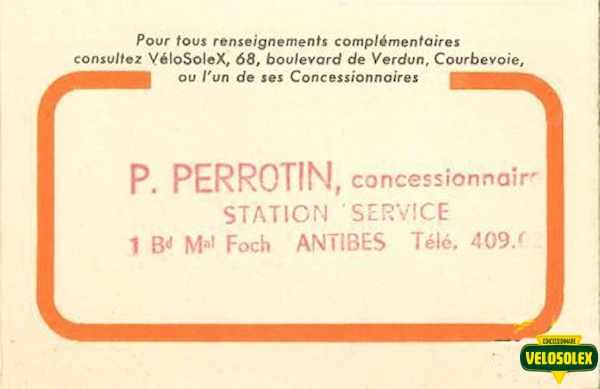 Pour tous renseignements complémentaires
consultez VéloSoleX, 68, boulevard de Verdun, Courbevoie,
ou l'un de ses Concessionnaires
P. PERROTIN, concessionnaire
STATION SERVICE
1 Bd Mal Foch ANTIBES Télé.
CONCESSIONNAIRE
VELOSOLEX